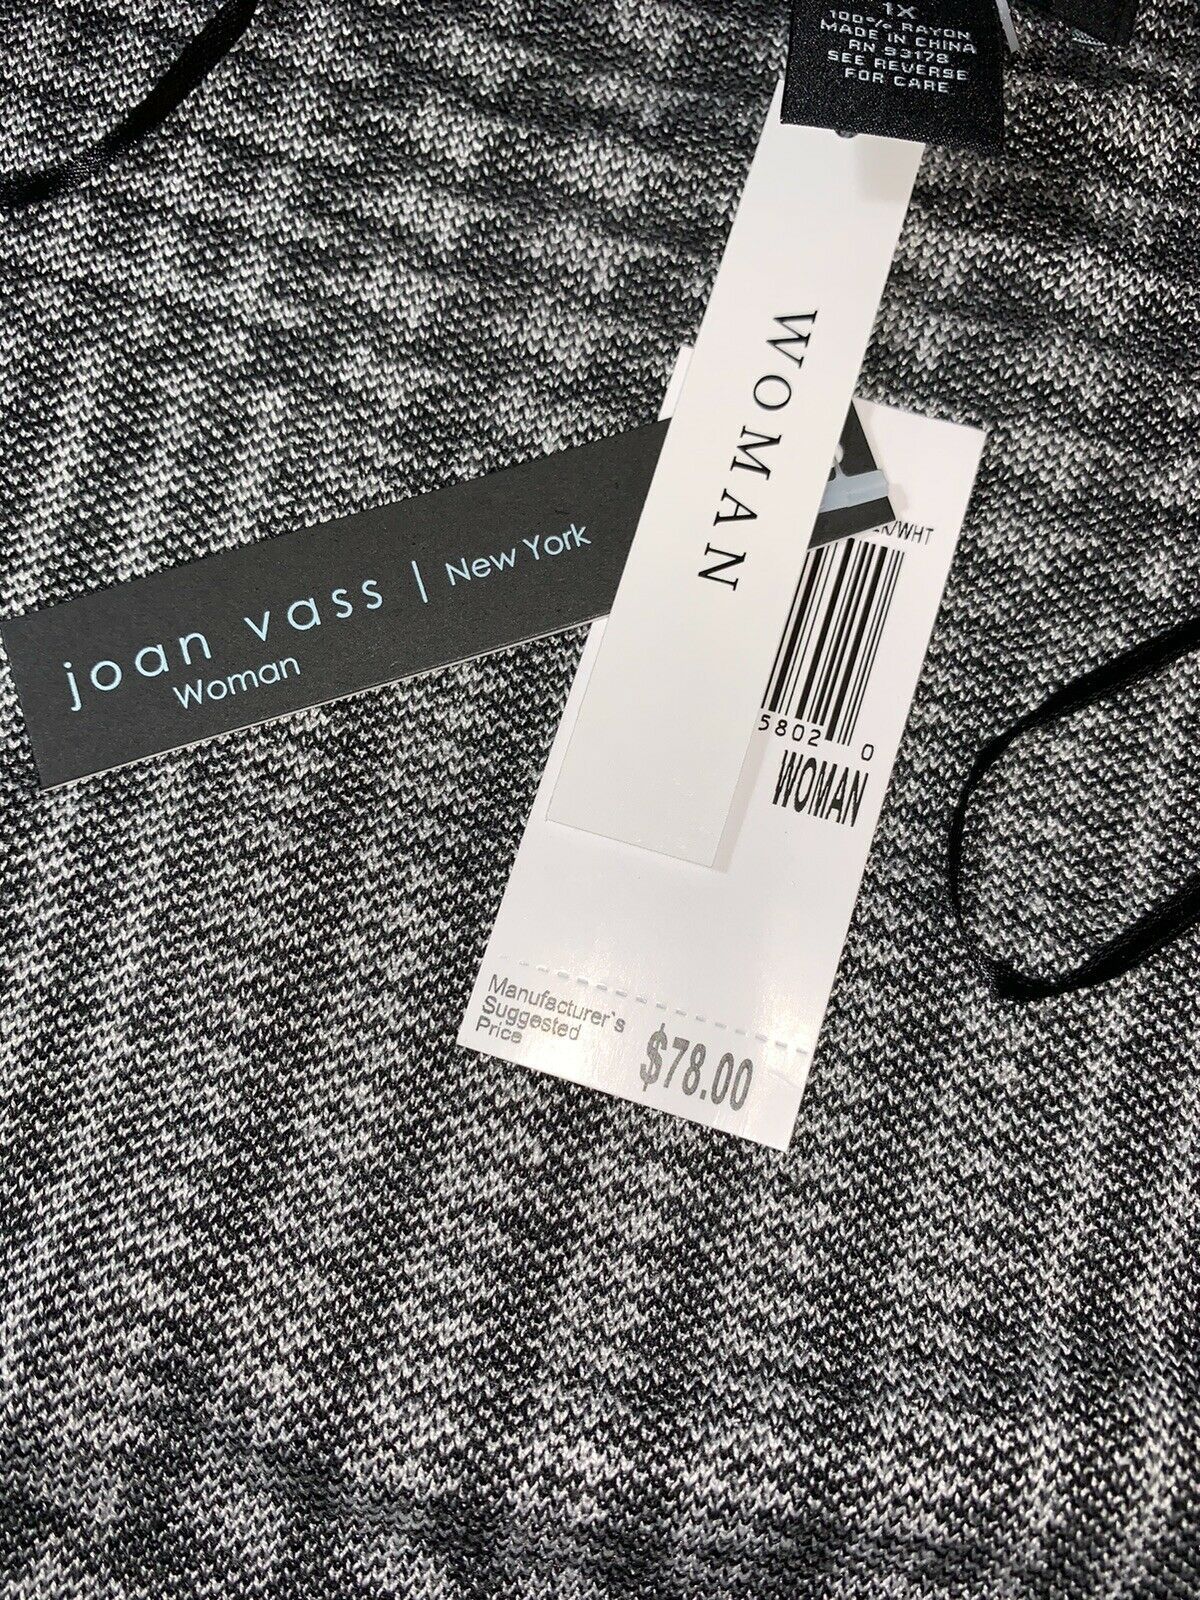 1X
100% RAYON
MADE IN CHINA
RN 93178
SEE REVERSE
FOR CARE
WOMAN
joan vass | New York
Woman
/WHT
5802 0
WOMAN
Manufacturer's
Suggested
Price
$78.00